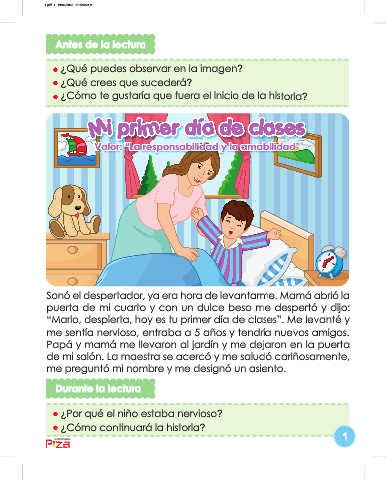 Antes de la lectura
¿Qué puedes observar en la imagen?
¿Qué crees que sucederá?
¿Cómo te gustaría que fuera el inicio de la historia?
Mi primer día de clases
Valor: "La responsabilidad y la amabilidad"
Sonó el despertador, ya era hora de levantarme. Mamá abrió la
puerta de mi cuarto y con un dulce beso me despertó y dijo:
"Mario, despierta, hoy es tu primer día de clases". Me levanté y
me sentía nervioso, entraba a 5 años y tendría nuevos amigos.
Papá y mamá me llevaron al jardín y me dejaron en la puerta
de mi salón. La maestra se acercó y me saludó cariñosamente,
me preguntó mi nombre y me designó un asiento.
Durante la lectura
¿Por qué el niño estaba nervioso?
¿Cómo continuará la historia?
1